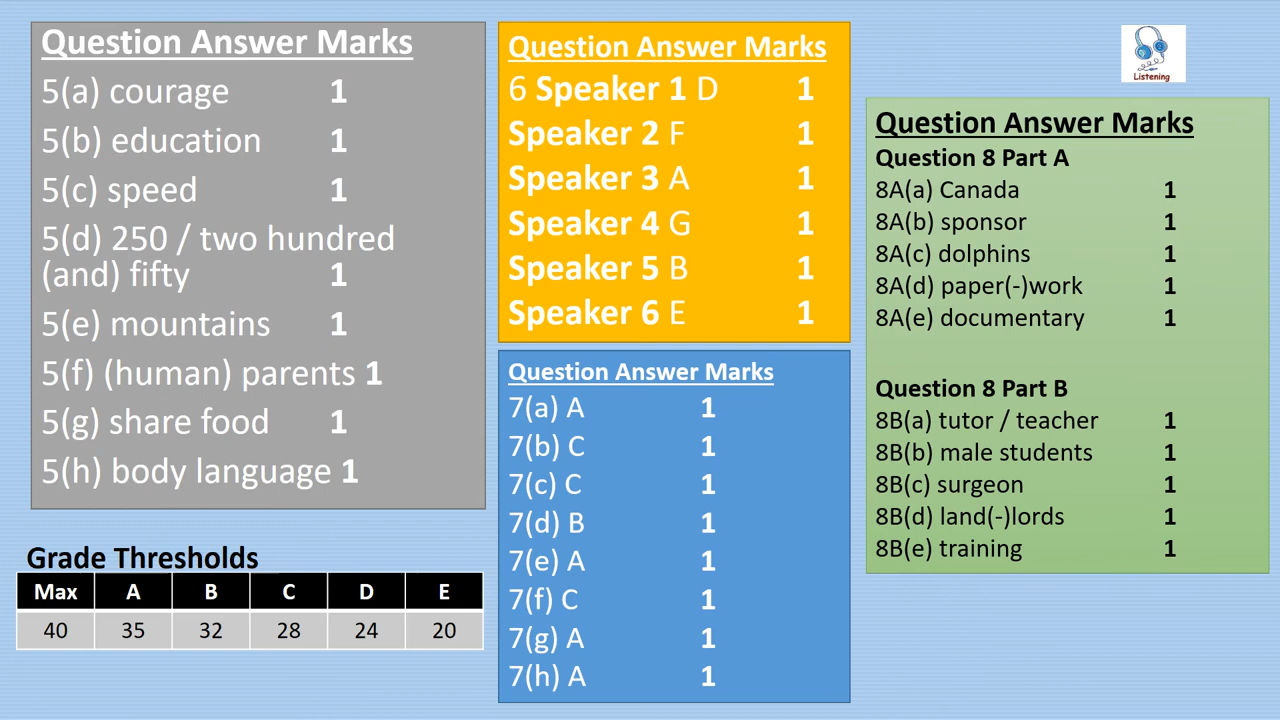 Question Answer Marks
5(a) courage 1
5(b) education 1
5(c) speed 1
5(d) 250 / two hundred
(and) fifty 1
5(e) mountains 1
5(f) (human) parents 1
5(g) share food 1
5(h) body language 1
Grade Thresholds
Max A B C D E
40 35 32 28 24 20
Question Answer Marks
6 Speaker 1 D 1
Speaker 2 F 1
Speaker 3 A 1
Speaker 4 G 1
Speaker 5 B 1
Speaker 6 E 1
Question Answer Marks
7(a) A 1
7(b) C 1
7(c) C 1
7(d) B 1
7(e) A 1
7(f) C 1
7(g) A 1
7(h) A 1
Listening
Question Answer Marks
Question 8 Part A
8A(a) Canada 1
8A(b) sponsor 1
8A(c) dolphins 1
8A(d) paper(-)work 1
8A(e) documentary 1
Question 8 Part B
8B(a) tutor / teacher 1
8B(b) male students 1
8B(c) surgeon 1
8B(d) land(-)lords 1
8B(e) training 1